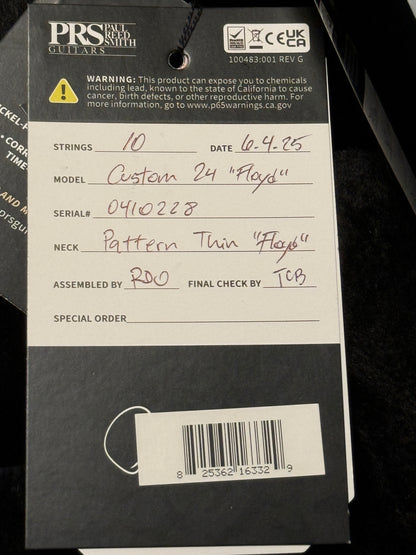 PRS PAUL REED SMITH
GUITARS
UK CA
CE
100483:001 REV G
WARNING: This product can expose you to chemicals
including lead, known to the state of California to cause
cancer, birth defects, or other reproductive harm. For
more information, go to www.p65warnings.ca.gov
STRINGS 10 DATE 6-4-25
MODEL Custom 24 "Floyd"
SERIAL# 0410228
NECK Pattern Thin "Floyd"
ASSEMBLED BY RDO FINAL CHECK BY TCB
SPECIAL ORDER
8 25362 16332 9